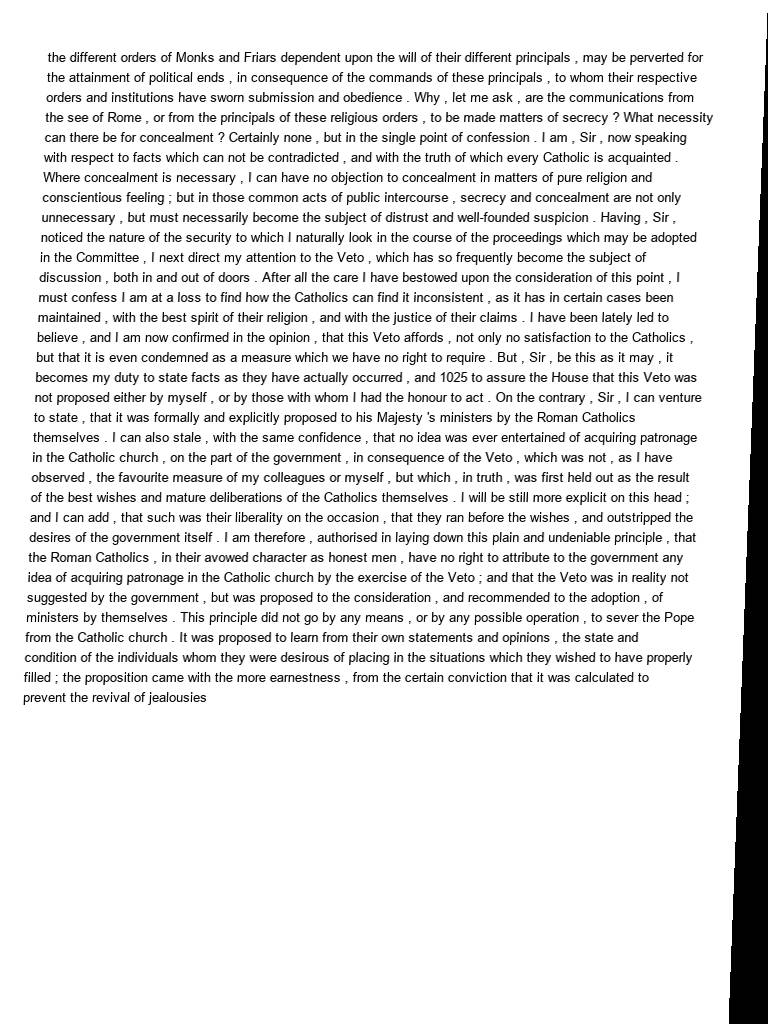 the different orders of Monks and Friars dependent upon the will of their different principals , may be perverted for
the attainment of political ends , in consequence of the commands of these principals , to whom their respective
orders and institutions have sworn submission and obedience . Why , let me ask , are the communications from
the see of Rome , or from the principals of these religious orders , to be made matters of secrecy ? What necessity
can there be for concealment ? Certainly none , but in the single point of confession . I am , Sir , now speaking
with respect to facts which can not be contradicted , and with the truth of which every Catholic is acquainted .
Where concealment is necessary , I can have no objection to concealment in matters of pure religion and
conscientious feeling ; but in those common acts of public intercourse , secrecy and concealment are not only
unnecessary , but must necessarily become the subject of distrust and well-founded suspicion . Having , Sir ,
noticed the nature of the security to which I naturally look in the course of the proceedings which may be adopted
in the Committee , I next direct my attention to the Veto , which has so frequently become the subject of
discussion , both in and out of doors . After all the care I have bestowed upon the consideration of this point , I
must confess I am at a loss to find how the Catholics can find it inconsistent , as it has in certain cases been
maintained , with the best spirit of their religion , and with the justice of their claims . I have been lately led to
believe , and I am now confirmed in the opinion , that this Veto affords , not only no satisfaction to the Catholics ,
but that it is even condemned as a measure which we have no right to require . But , Sir , be this as it may , it
becomes my duty to state facts as they have actually occurred , and 1025 to assure the House that this Veto was
not proposed either by myself , or by those with whom I had the honour to act . On the contrary , Sir , I can venture
to state , that it was formally and explicitly proposed to his Majesty 's ministers by the Roman Catholics
themselves . I can also stale , with the same confidence , that no idea was ever entertained of acquiring patronage
in the Catholic church , on the part of the government , in consequence of the Veto , which was not , as I have
observed , the favourite measure of my colleagues or myself , but which , in truth , was first held out as the result
of the best wishes and mature deliberations of the Catholics themselves . I will be still more explicit on this head ;
and I can add , that such was their liberality on the occasion , that they ran before the wishes , and outstripped the
desires of the government itself . I am therefore , authorised in laying down this plain and undeniable principle , that
the Roman Catholics , in their avowed character as honest men , have no right to attribute to the government any
idea of acquiring patronage in the Catholic church by the exercise of the Veto ; and that the Veto was in reality not
suggested by the government , but was proposed to the consideration , and recommended to the adoption , of
ministers by themselves . This principle did not go by any means , or by any possible operation , to sever the Pope
from the Catholic church . It was proposed to learn from their own statements and opinions , the state and
condition of the individuals whom they were desirous of placing in the situations which they wished to have properly
filled ; the proposition came with the more earnestness , from the certain conviction that it was calculated to
prevent the revival of jealousies